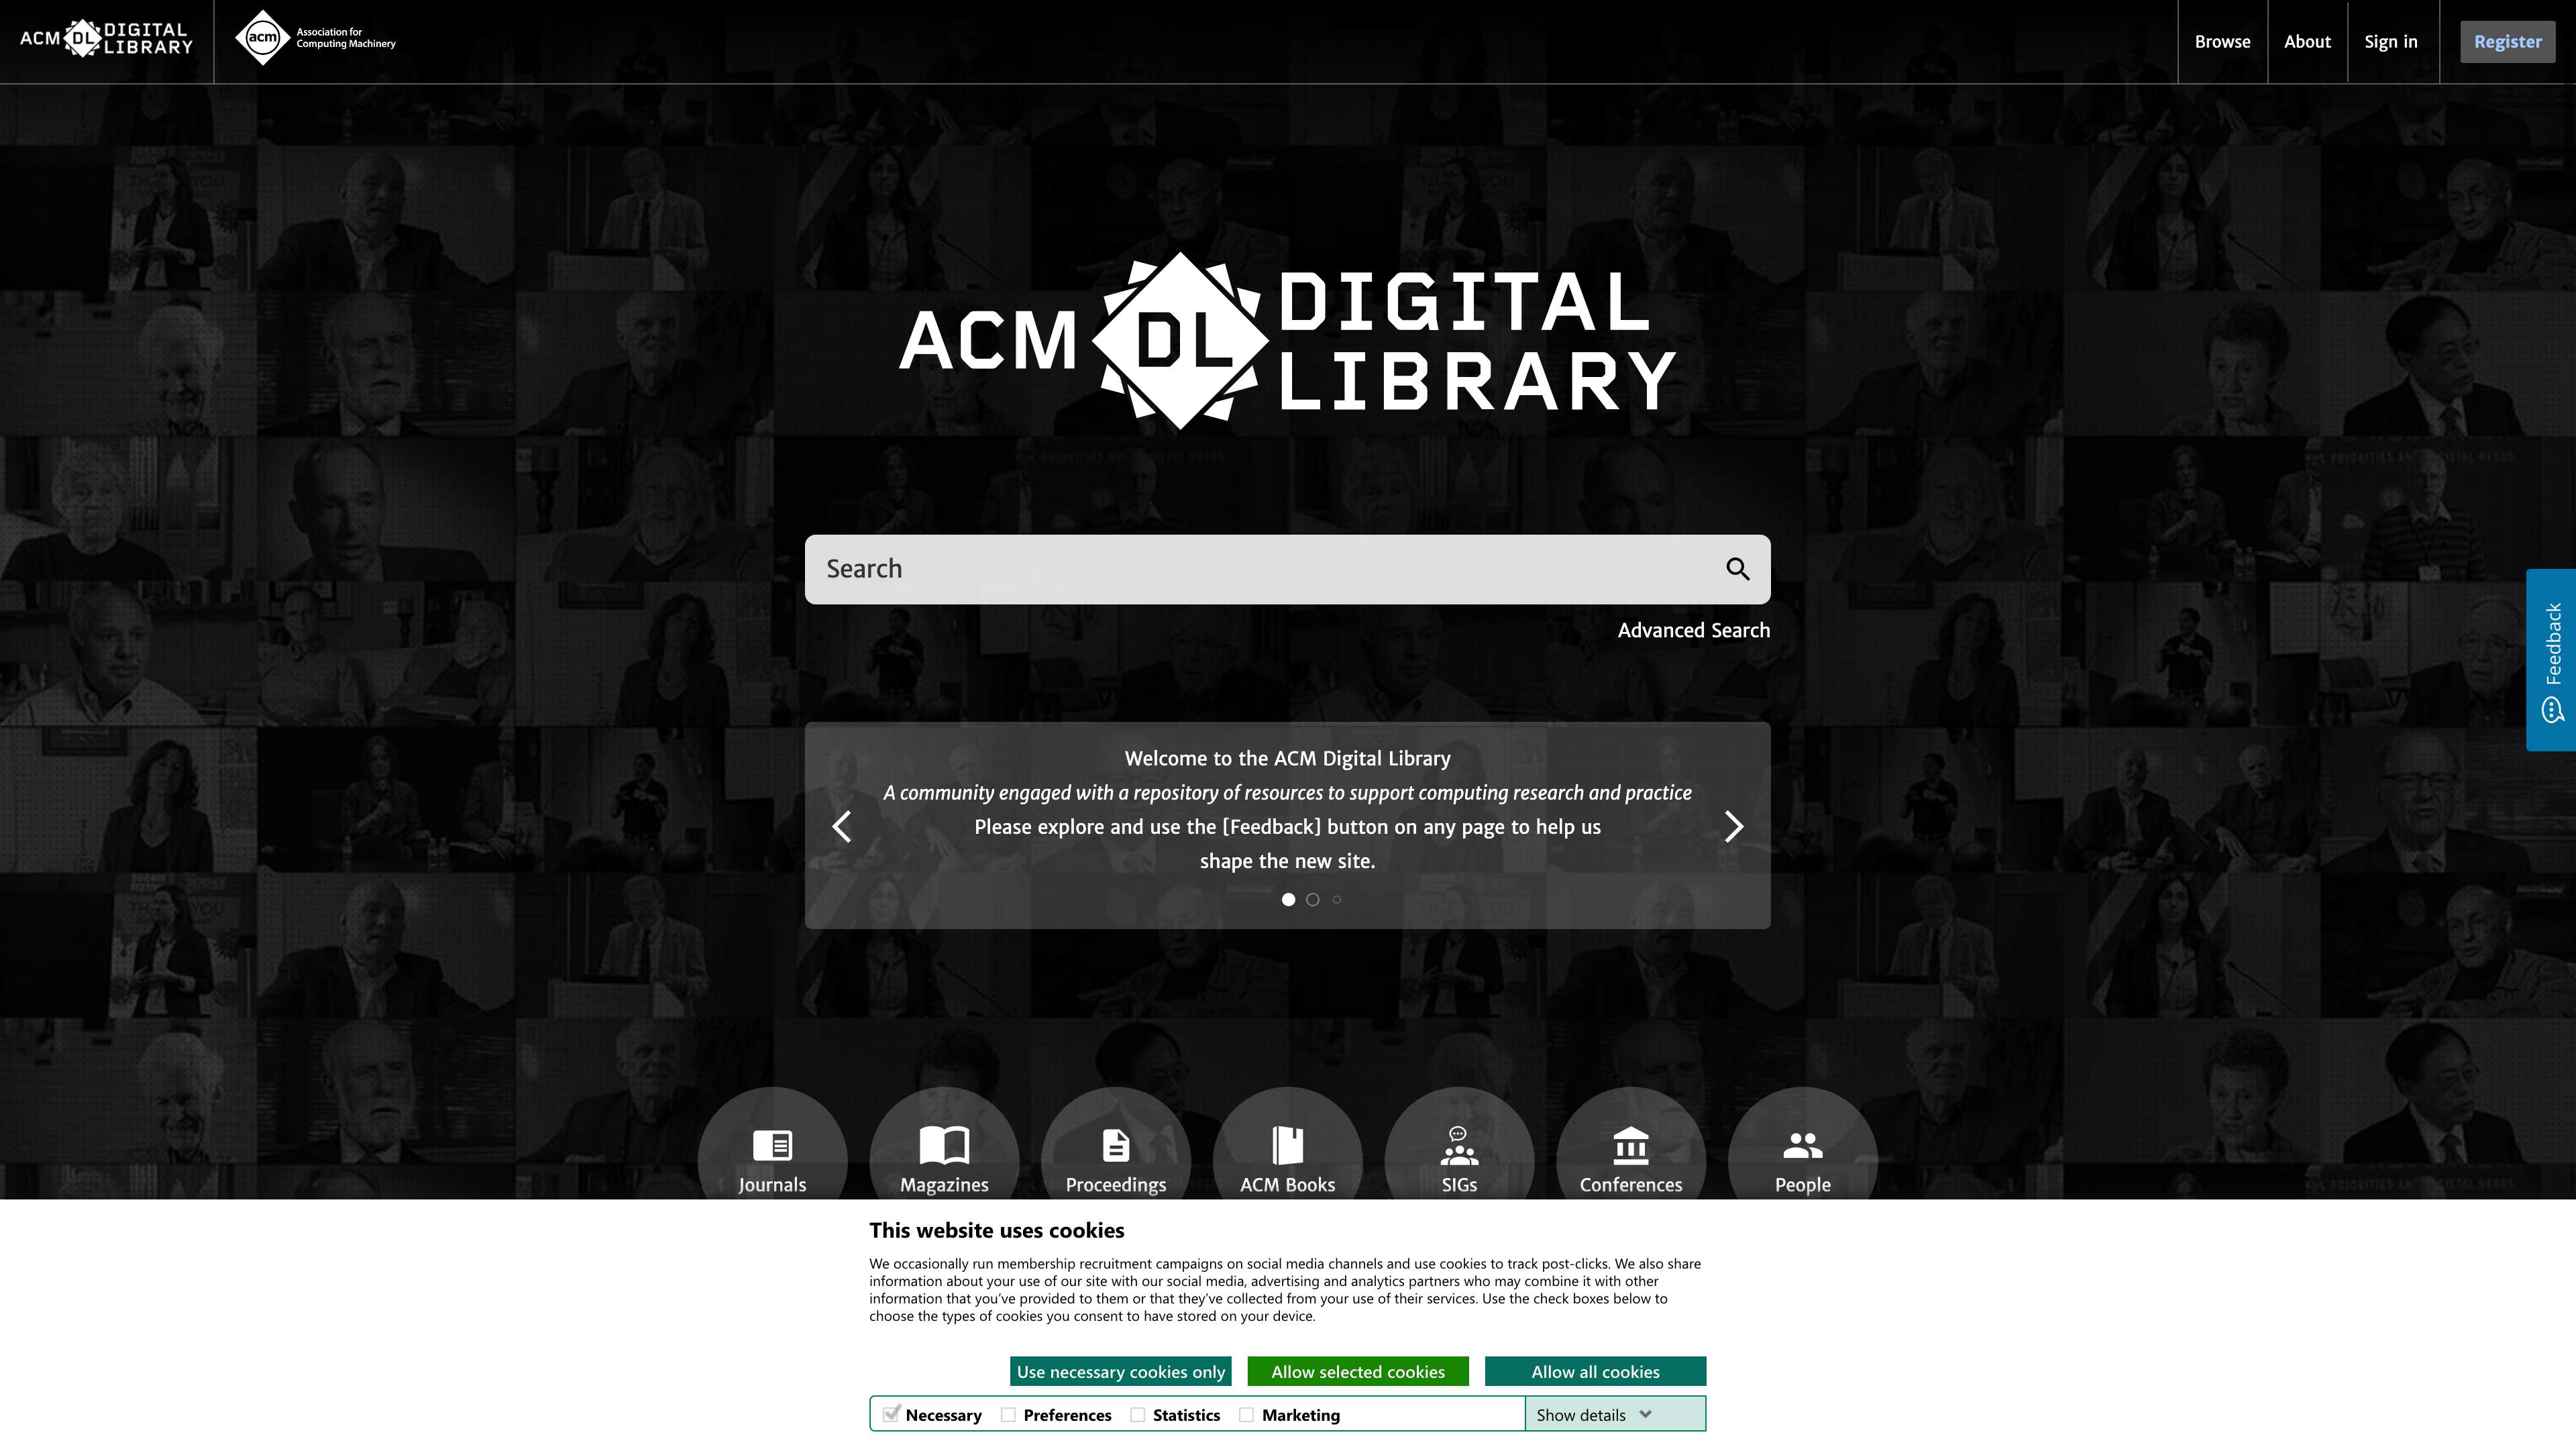 ACM DL DIGITAL LIBRARY
acm Association for Computing Machinery
Browse
About
Sign in
Register
ACM DL DIGITAL LIBRARY
Search
Advanced Search
Feedback
Welcome to the ACM Digital Library
A community engaged with a repository of resources to support computing research and practice
Please explore and use the [Feedback] button on any page to help us
shape the new site.
Journals
Magazines
Proceedings
ACM Books
SIGs
Conferences
People
This website uses cookies
We occasionally run membership recruitment campaigns on social media channels and use cookies to track post-clicks. We also share
information about your use of our site with our social media, advertising and analytics partners who may combine it with other
information that you've provided to them or that they've collected from your use of their services. Use the check boxes below to
choose the types of cookies you consent to have stored on your device.
Use necessary cookies only
Allow selected cookies
Allow all cookies
Necessary
Preferences
Statistics
Marketing
Show details